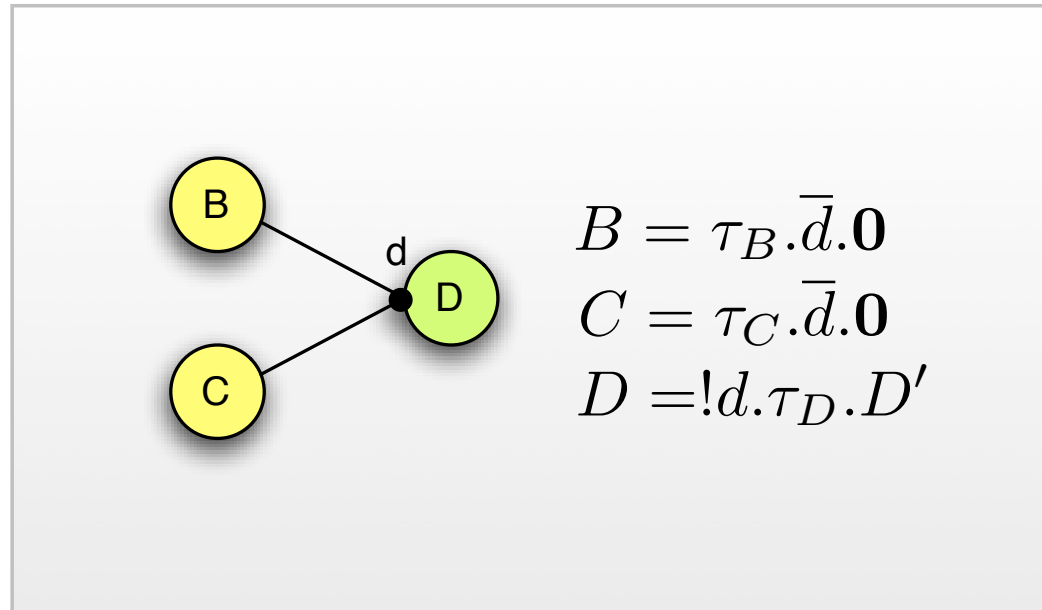 B
d
D
C
B = τ_B.d̅.0
C = τ_C.d̅.0
D =!d.τ_D.D′